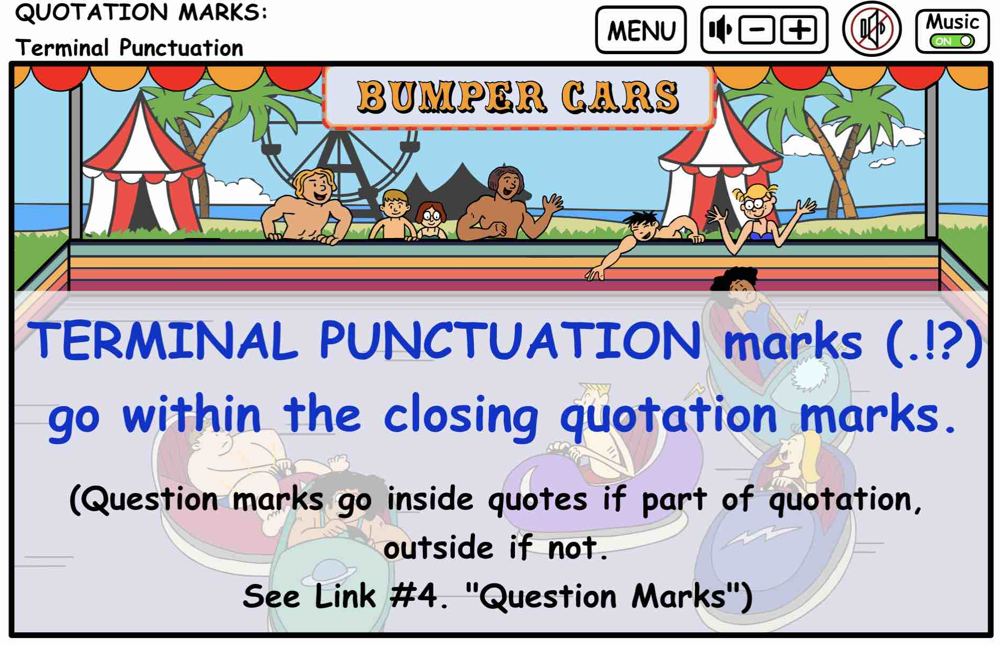 QUOTATION MARKS:
Terminal Punctuation
MENU
Music
ON
BUMPER CARS
TERMINAL PUNCTUATION marks (.!?)
go within the closing quotation marks.
(Question marks go inside quotes if part of quotation,
outside if not.
See Link #4. "Question Marks")